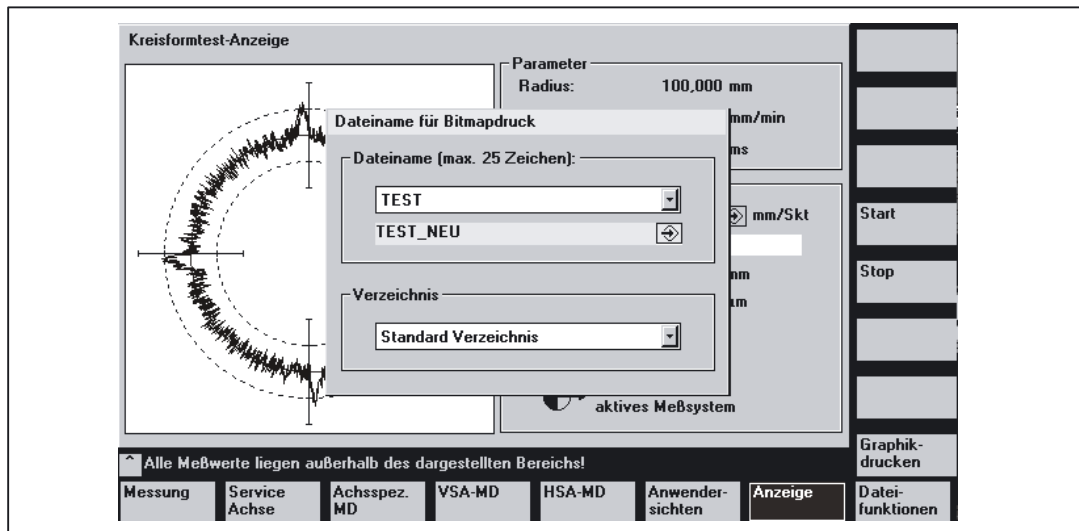 Kreisformtest-Anzeige
Parameter
Radius: 100,000 mm
mm/min
ms
Dateiname für Bitmapdruck
Dateiname (max. 25 Zeichen):
TEST
TEST_NEU
mm/Skt
Verzeichnis
Standard Verzeichnis
aktives Meßsystem
Start
Stop
Graphik-
drucken
Alle Meßwerte liegen außerhalb des dargestellten Bereichs!
Messung
Service
Achse
Achsspez.
MD
VSA-MD
HSA-MD
Anwender-
sichten
Anzeige
Datei-
funktionen